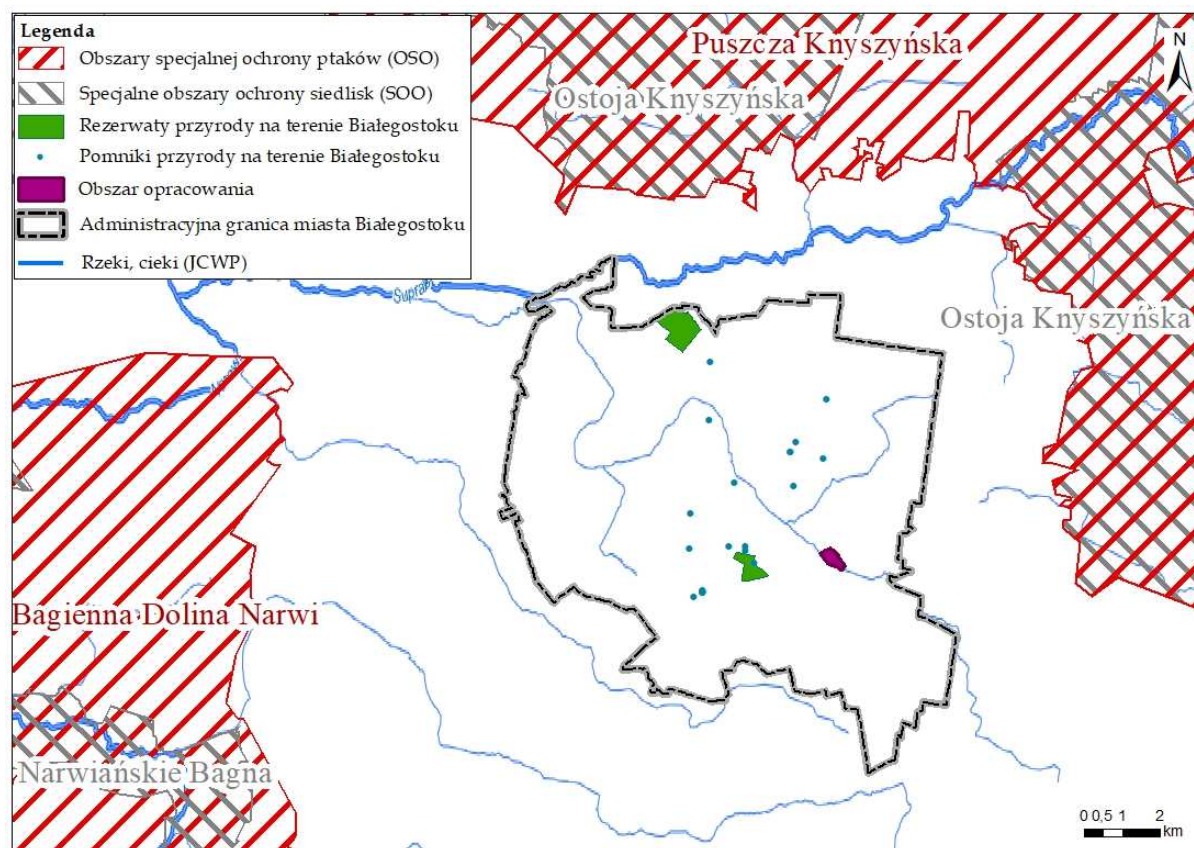 Legenda
Obszary specjalnej ochrony ptaków (OSO)
Specjalne obszary ochrony siedlisk (SOO)
Rezerwaty przyrody na terenie Białegostoku
Pomniki przyrody na terenie Białegostoku
Obszar opracowania
Administracyjna granica miasta Białegostoku
Rzeki, cieki (JCWP)
Puszcza Knyszyńska
N
Ostoja Knyszyńska
Ostoja Knyszyńska
Bagienna Dolina Narwi
Narwiańskie Bagna
0 0,5 1 2
km